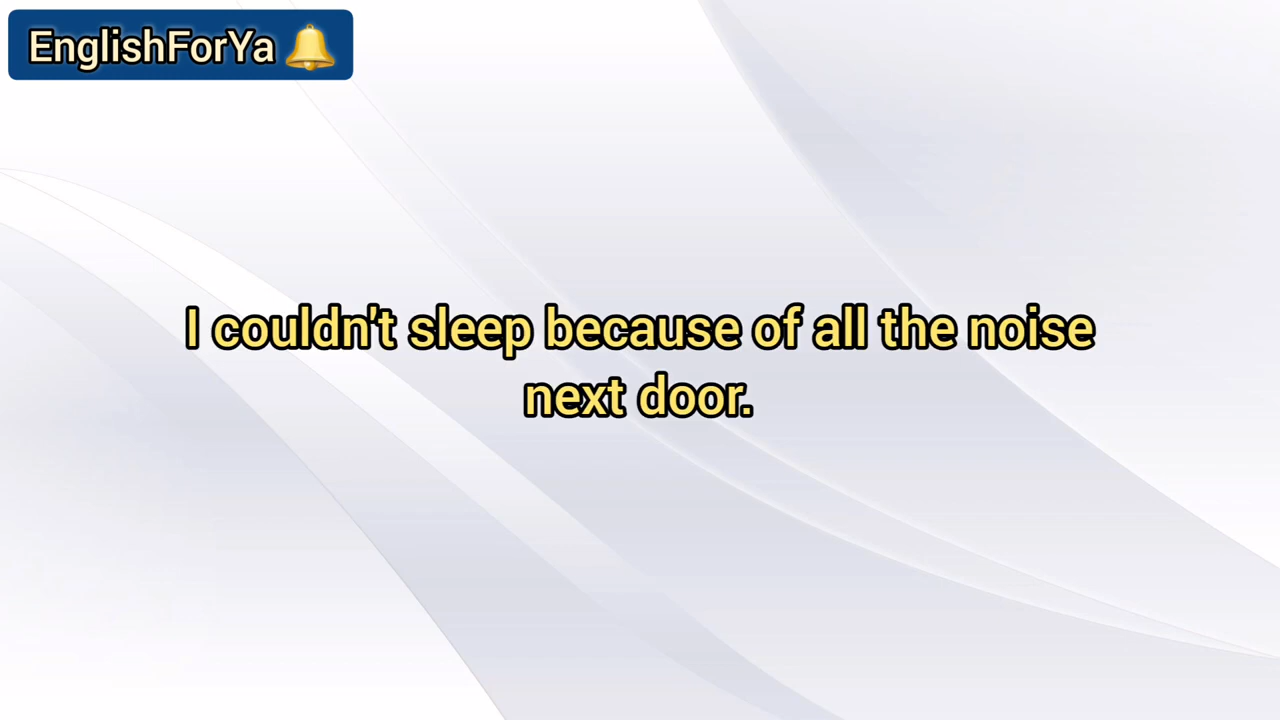 EnglishForYa 🔔
I couldn't sleep because of all the noise
next door.